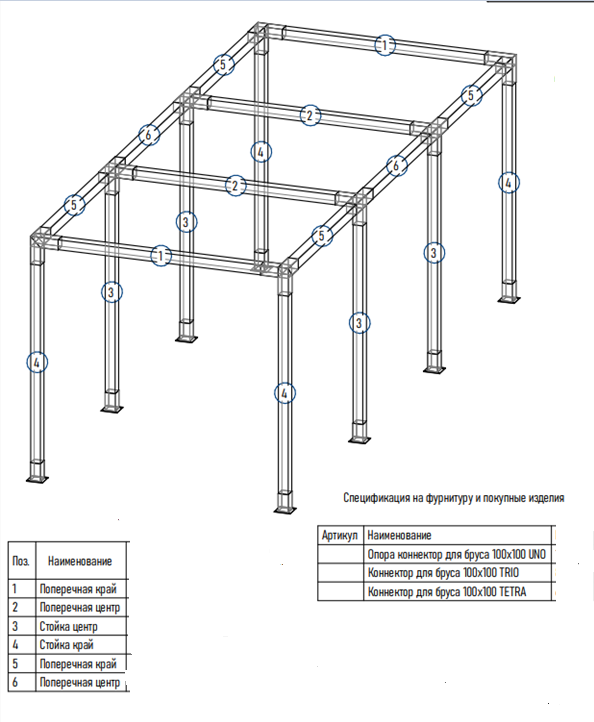 1
5
5
2
6
6
4
4
2
3
5
3
5
1
3
3
4
4
Спецификация на фурнитуру и покупные изделия
Артикул Наименование
Опора коннектор для бруса 100х100 UNO
Коннектор для бруса 100х100 TRIO
Коннектор для бруса 100х100 TETRA
Поз. Наименование
1 Поперечная край
2 Поперечная центр
3 Стойка центр
4 Стойка край
5 Поперечная край
6 Поперечная центр